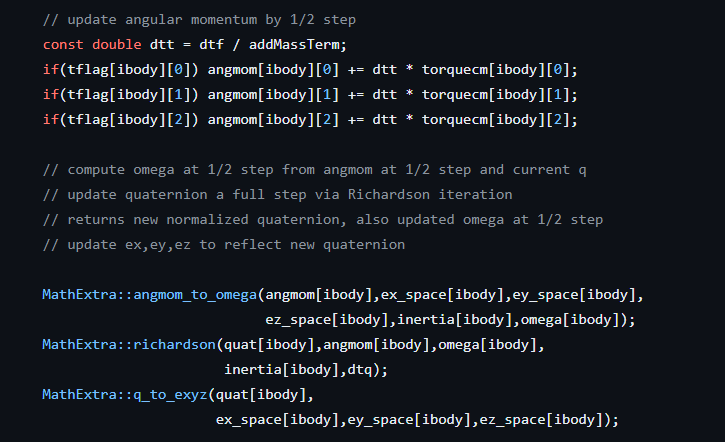 // update angular momentum by 1/2 step
const double dtt = dtf / addMassTerm;
if(tflag[ibody][0]) angmom[ibody][0] += dtt * torquecm[ibody][0];
if(tflag[ibody][1]) angmom[ibody][1] += dtt * torquecm[ibody][1];
if(tflag[ibody][2]) angmom[ibody][2] += dtt * torquecm[ibody][2];
// compute omega at 1/2 step from angmom at 1/2 step and current q
// update quaternion a full step via Richardson iteration
// returns new normalized quaternion, also updated omega at 1/2 step
// update ex,ey,ez to reflect new quaternion
MathExtra::angmom_to_omega(angmom[ibody],ex_space[ibody],ey_space[ibody],
ez_space[ibody],inertia[ibody],omega[ibody]);
MathExtra::richardson(quat[ibody],angmom[ibody],omega[ibody],
inertia[ibody],dtq);
MathExtra::q_to_exyz(quat[ibody],
ex_space[ibody],ey_space[ibody],ez_space[ibody]);